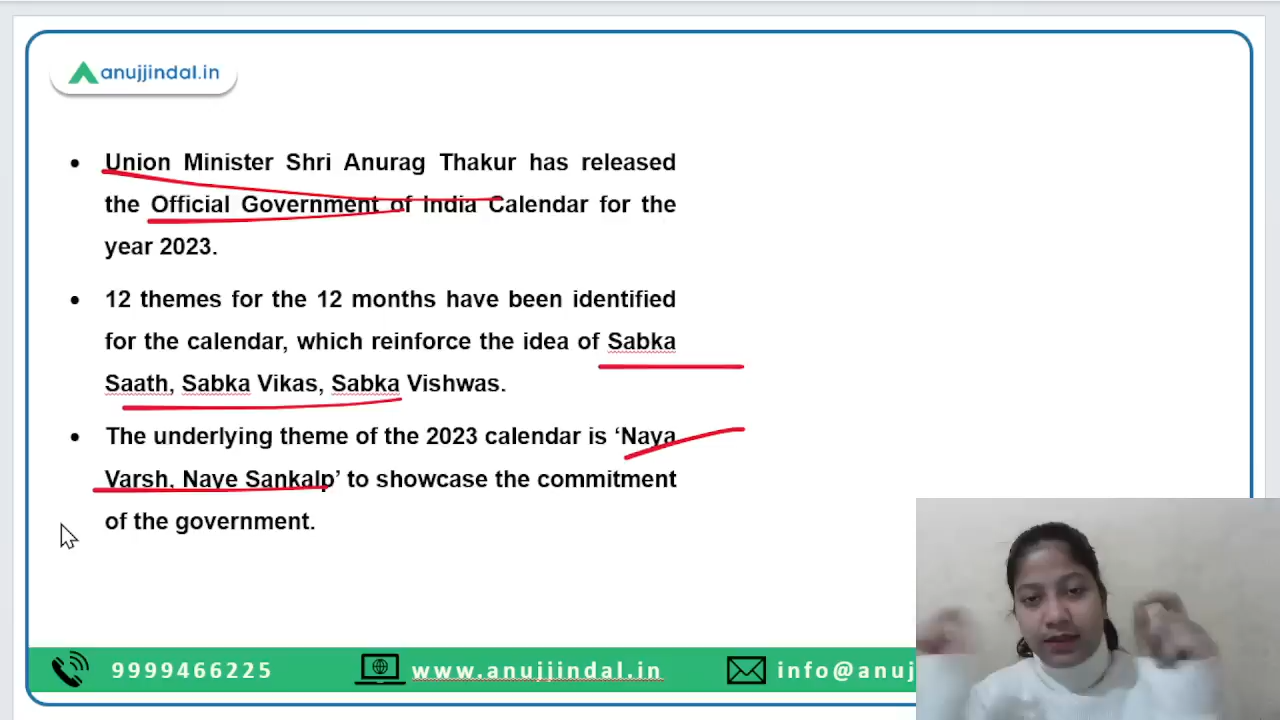 anujjindal.in
• Union Minister Shri Anurag Thakur has released
the Official Government of India Calendar for the
year 2023.
• 12 themes for the 12 months have been identified
for the calendar, which reinforce the idea of Sabka
Saath, Sabka Vikas, Sabka Vishwas.
• The underlying theme of the 2023 calendar is ‘Naya
Varsh, Naye Sankalp’ to showcase the commitment
of the government.
9999466225
www.anujjindal.in
info@anuj